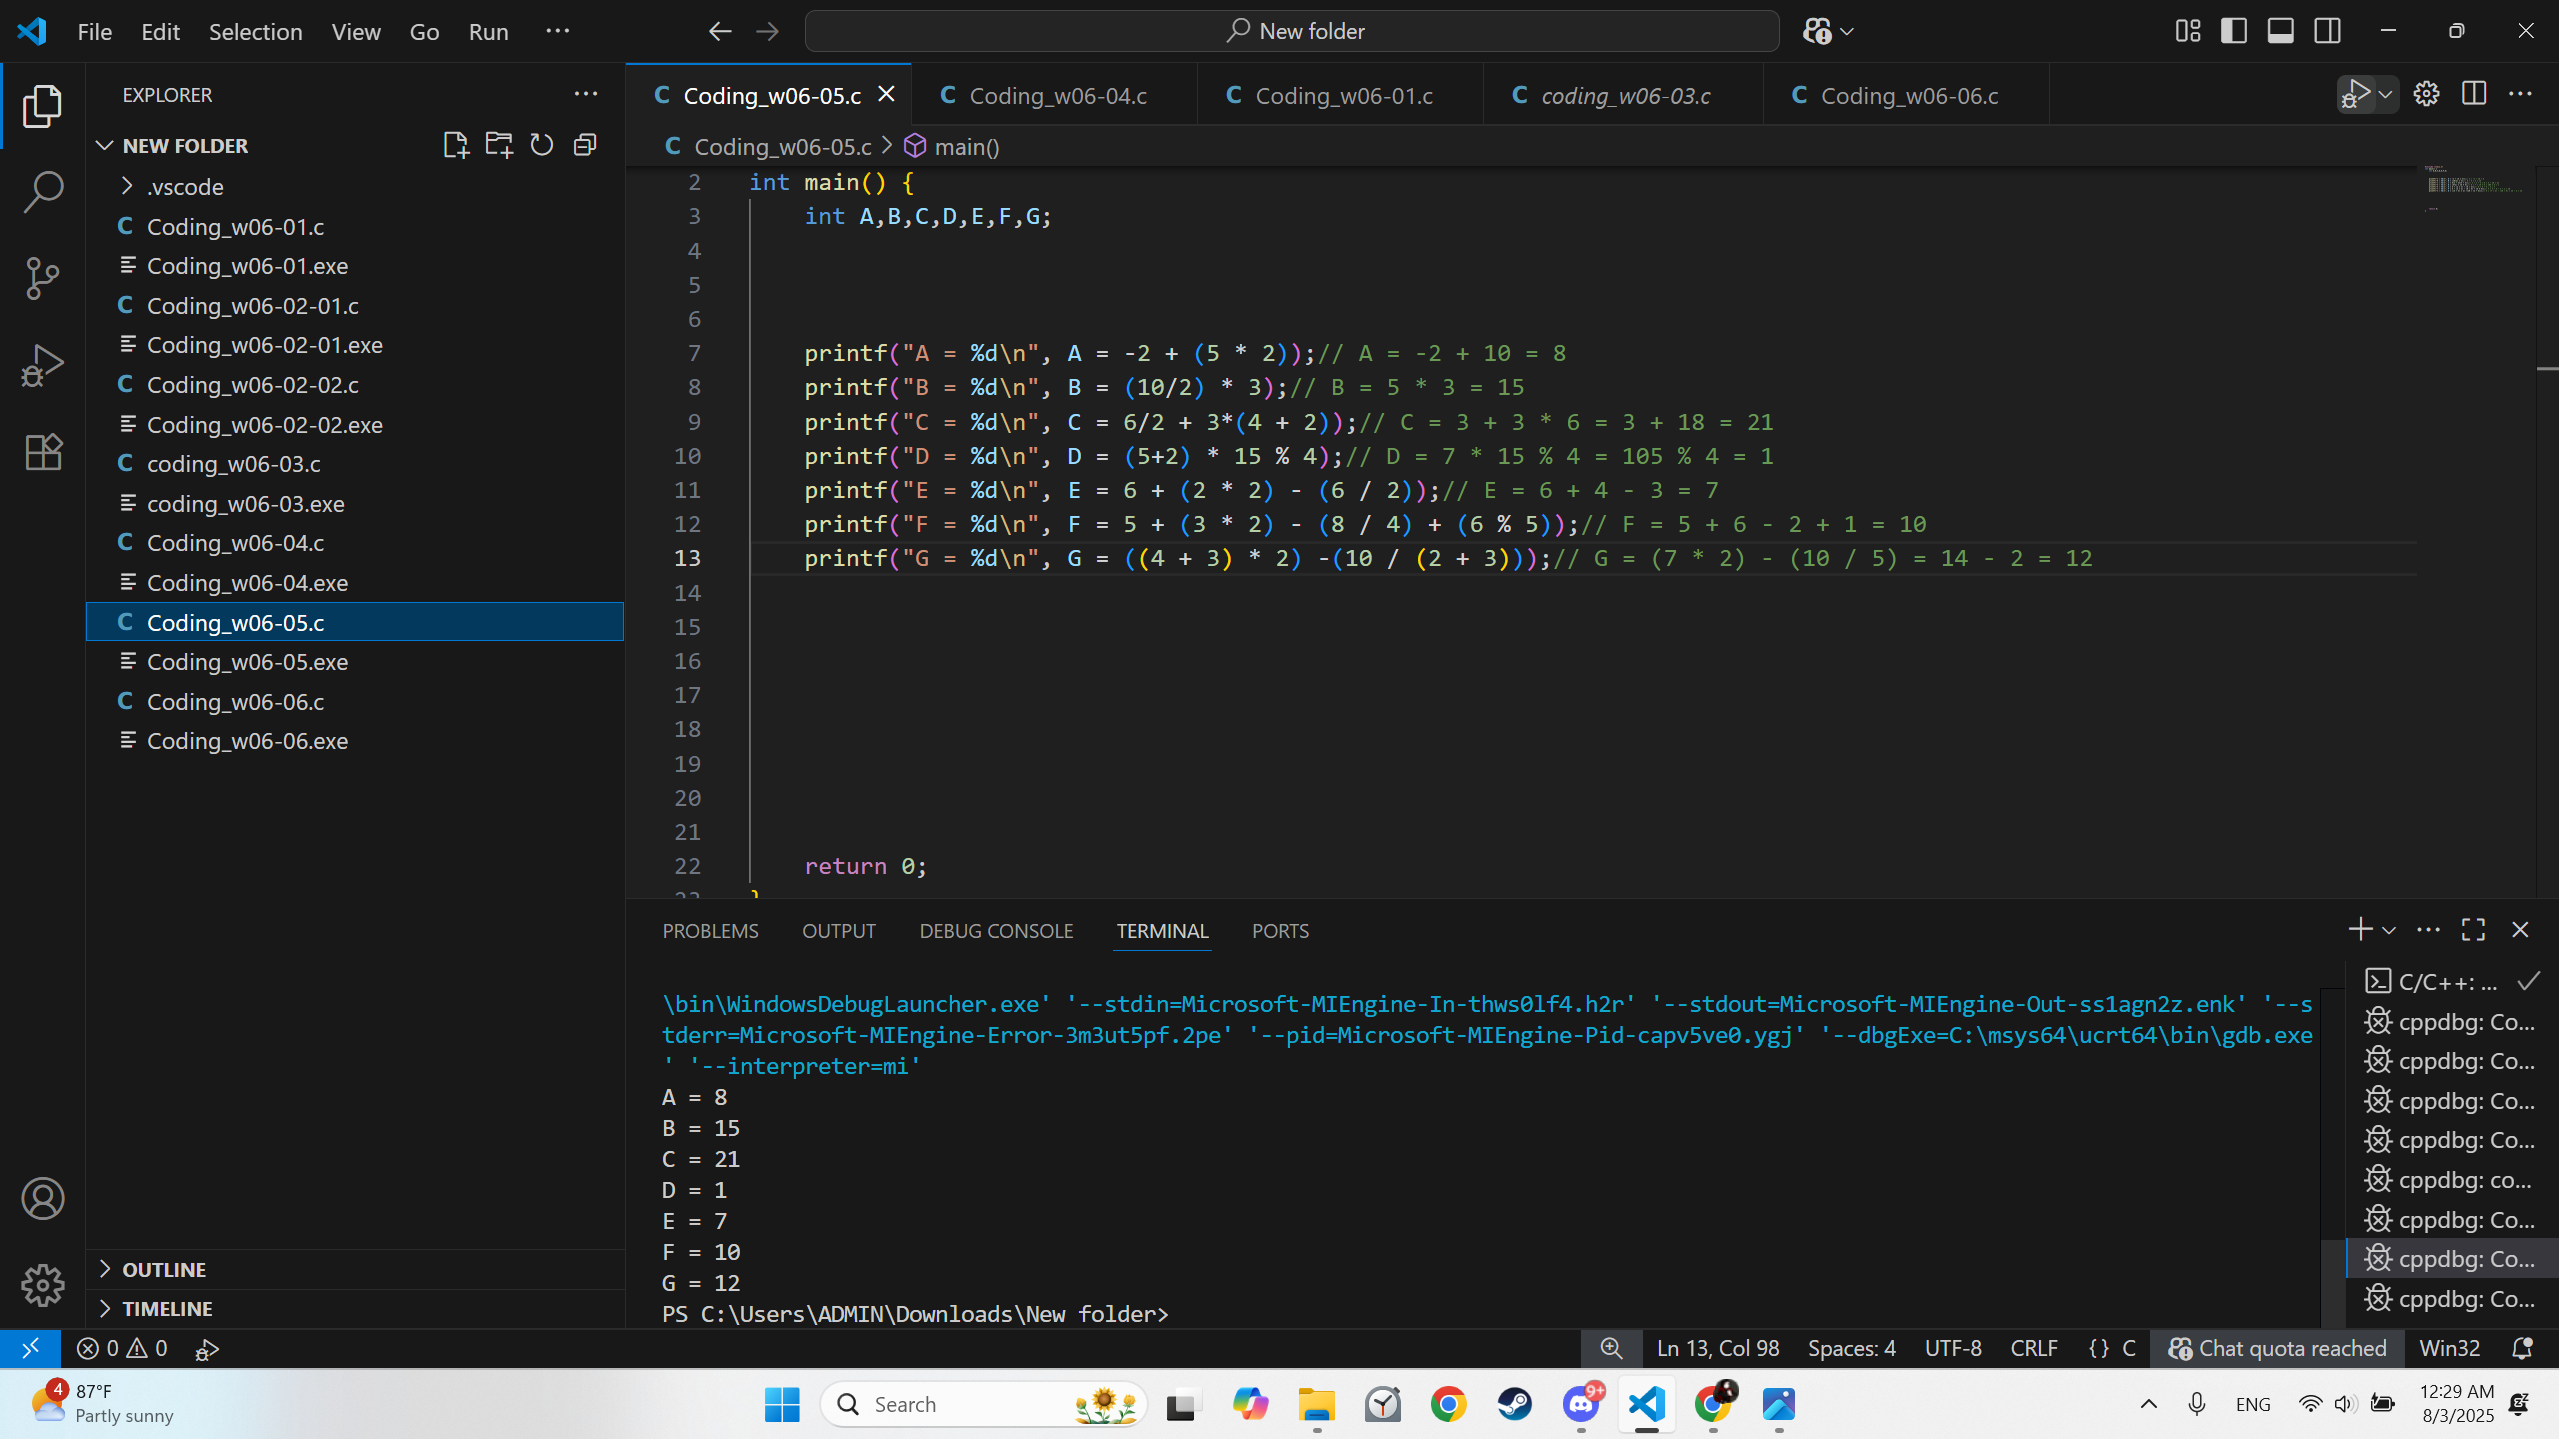 File Edit Selection View Go Run ...
New folder
EXPLORER
NEW FOLDER
.vscode
C Coding_w06-01.c
Coding_w06-01.exe
C Coding_w06-02-01.c
Coding_w06-02-01.exe
C Coding_w06-02-02.c
Coding_w06-02-02.exe
C coding_w06-03.c
coding_w06-03.exe
C Coding_w06-04.c
Coding_w06-04.exe
C Coding_w06-05.c
Coding_w06-05.exe
C Coding_w06-06.c
Coding_w06-06.exe
OUTLINE
TIMELINE
C Coding_w06-05.c C Coding_w06-04.c C Coding_w06-01.c C coding_w06-03.c C Coding_w06-06.c
C Coding_w06-05.c > main()
2 int main() {
3 int A,B,C,D,E,F,G;
4
5
6
7 printf("A = %d\n", A = -2 + (5 * 2));// A = -2 + 10 = 8
8 printf("B = %d\n", B = (10/2) * 3);// B = 5 * 3 = 15
9 printf("C = %d\n", C = 6/2 + 3*(4 + 2));// C = 3 + 3 * 6 = 3 + 18 = 21
10 printf("D = %d\n", D = (5+2) * 15 % 4);// D = 7 * 15 % 4 = 105 % 4 = 1
11 printf("E = %d\n", E = 6 + (2 * 2) - (6 / 2));// E = 6 + 4 - 3 = 7
12 printf("F = %d\n", F = 5 + (3 * 2) - (8 / 4) + (6 % 5));// F = 5 + 6 - 2 + 1 = 10
13 printf("G = %d\n", G = ((4 + 3) * 2) -(10 / (2 + 3)));// G = (7 * 2) - (10 / 5) = 14 - 2 = 12
14
15
16
17
18
19
20
21
22 return 0;
23 }
PROBLEMS OUTPUT DEBUG CONSOLE TERMINAL PORTS
\bin\WindowsDebugLauncher.exe' '--stdin=Microsoft-MIEngine-In-thws0lf4.h2r' '--stdout=Microsoft-MIEngine-Out-ss1agn2z.enk' '--s
tderr=Microsoft-MIEngine-Error-3m3ut5pf.2pe' '--pid=Microsoft-MIEngine-Pid-capv5ve0.ygj' '--dbgExe=C:\msys64\ucrt64\bin\gdb.exe
' '--interpreter=mi'
A = 8
B = 15
C = 21
D = 1
E = 7
F = 10
G = 12
PS C:\Users\ADMIN\Downloads\New folder>
C/C++: ...
cppdbg: Co...
cppdbg: Co...
cppdbg: Co...
cppdbg: Co...
cppdbg: co...
cppdbg: Co...
cppdbg: Co...
cppdbg: Co...
0 0 Ln 13, Col 98 Spaces: 4 UTF-8 CRLF {} C Chat quota reached Win32
4 87°F
Partly sunny
Search
9+
ENG
12:29 AM
8/3/2025